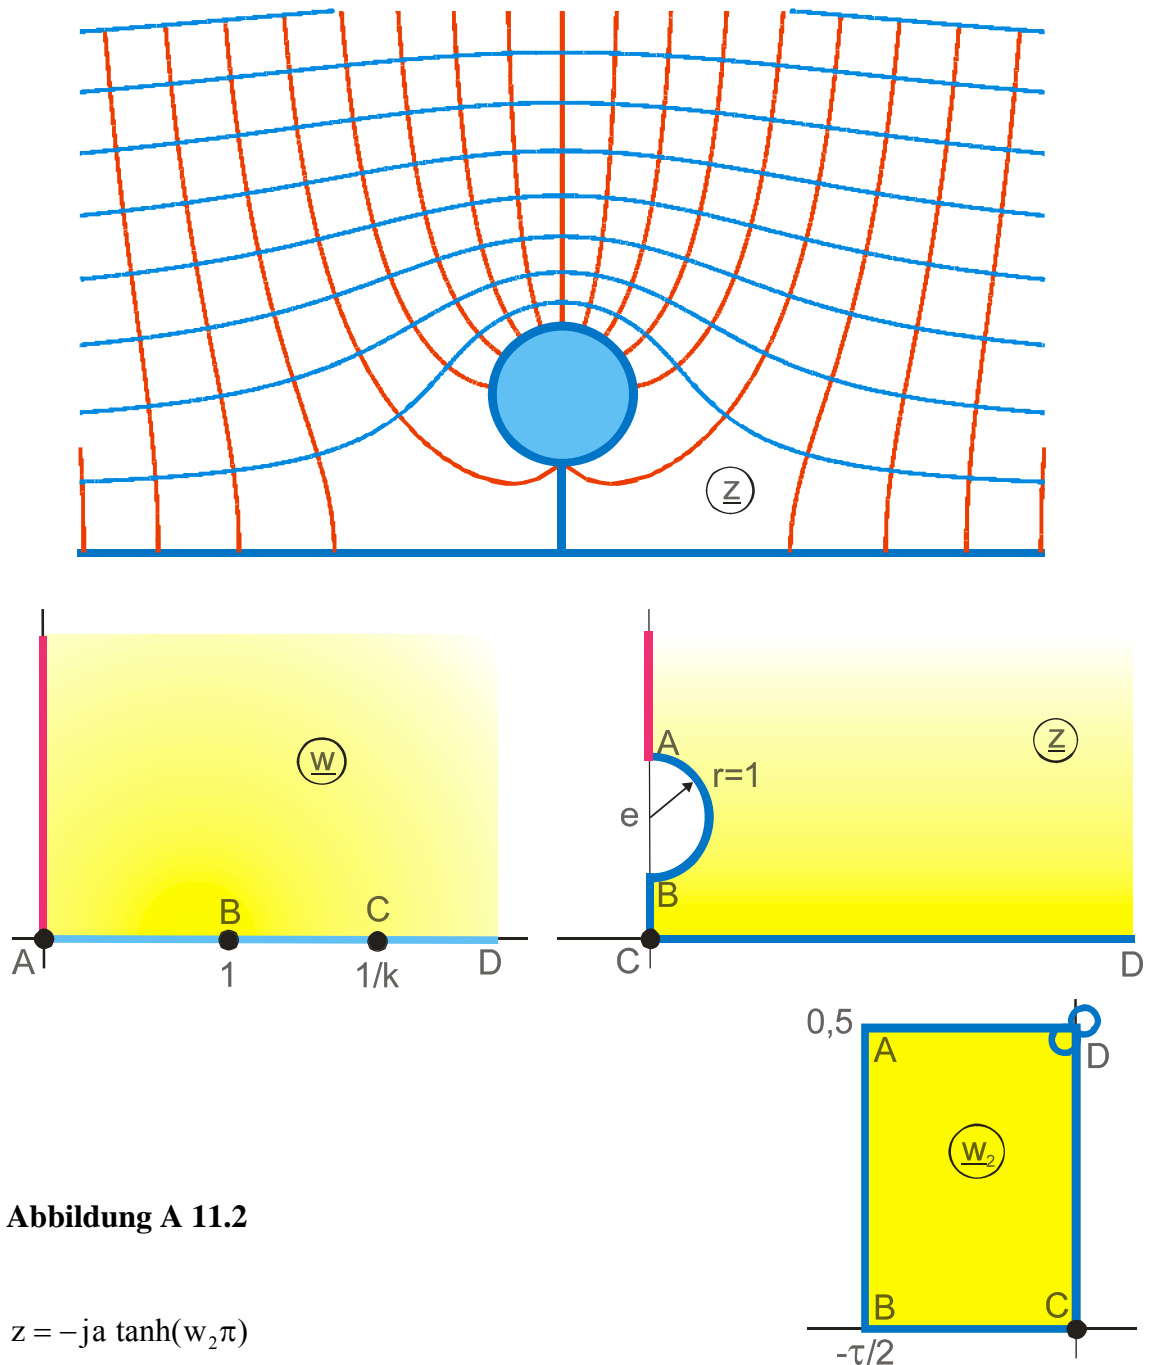 z
w
B
C
A
1
1/k
D
A
z
r=1
e
B
C
D
0,5
A
D
w₂
B
C
-τ/2
Abbildung A 11.2
z = −ja tanh(w₂π)